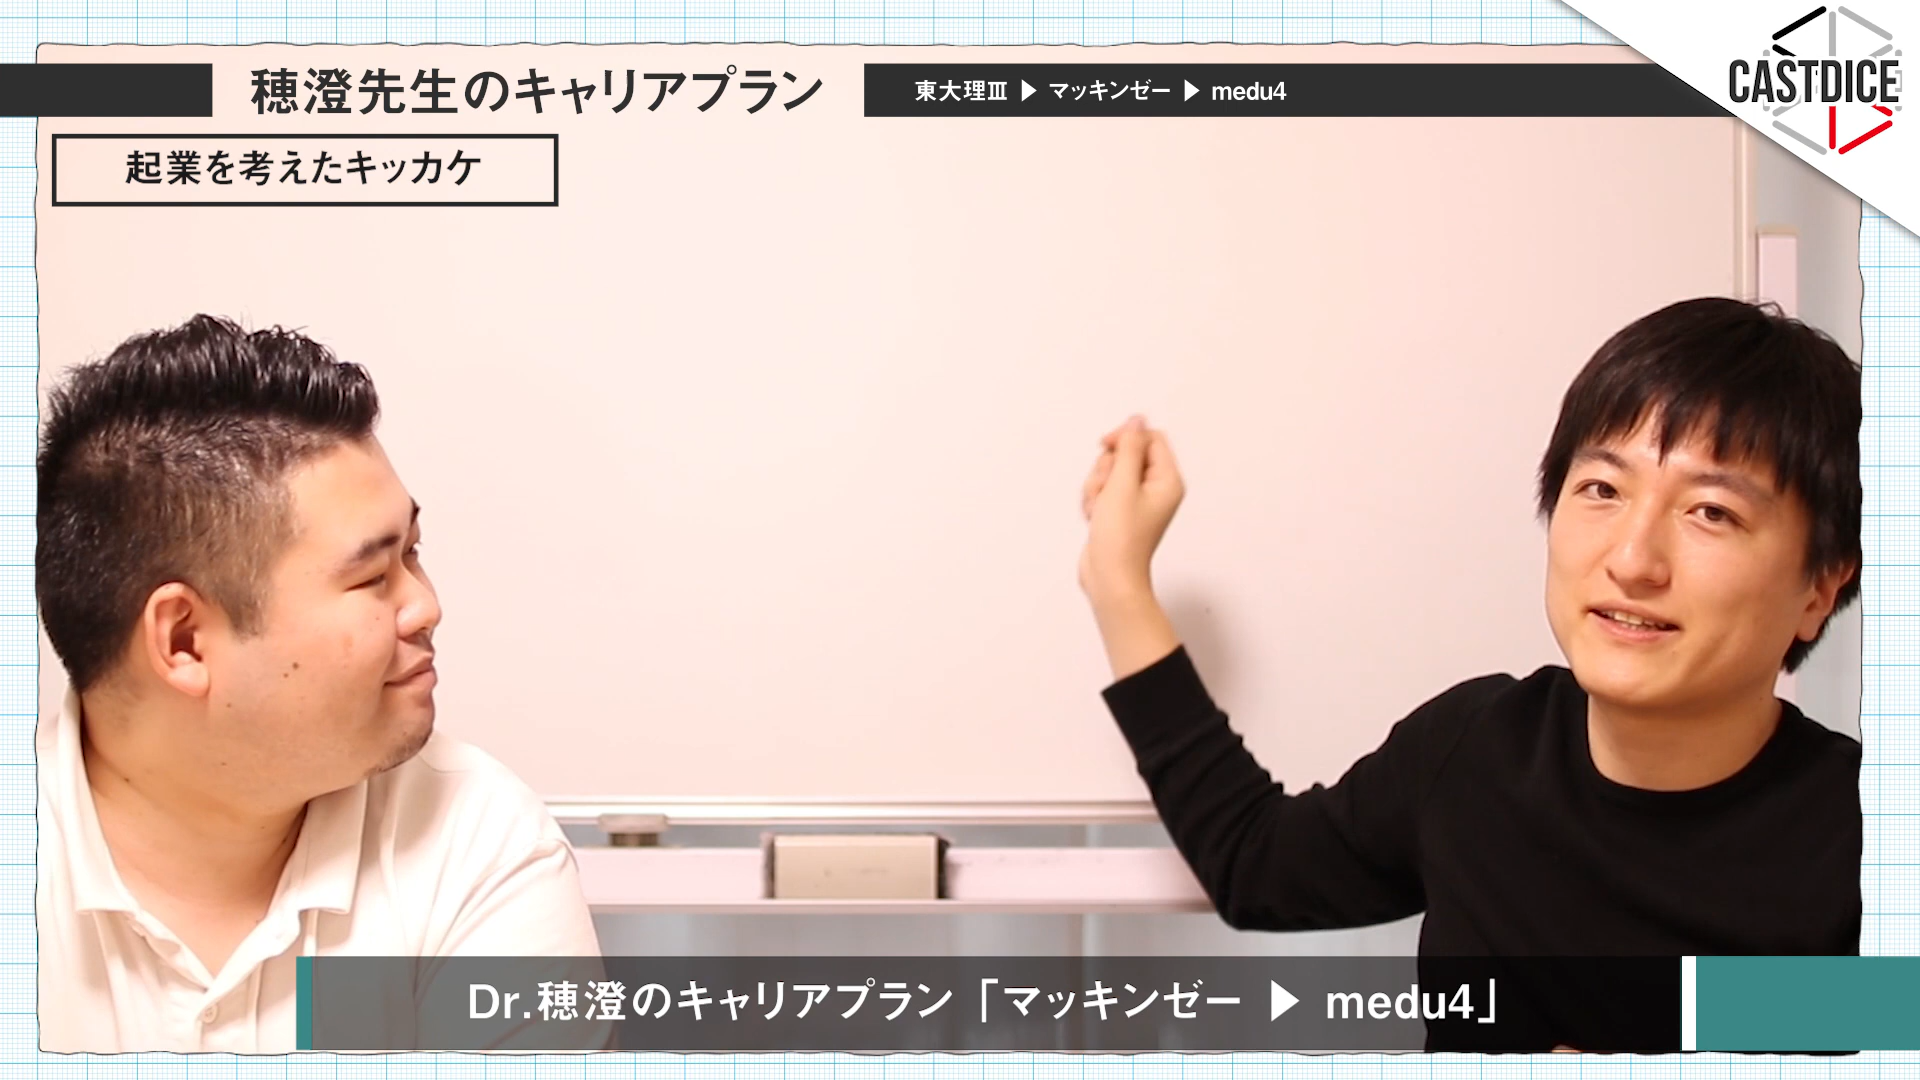 穂澄先生のキャリアプラン
東大理Ⅲ ▶ マッキンゼー ▶ medu4
CASTDICE
起業を考えたキッカケ
Dr.穂澄のキャリアプラン「マッキンゼー ▶ medu4」